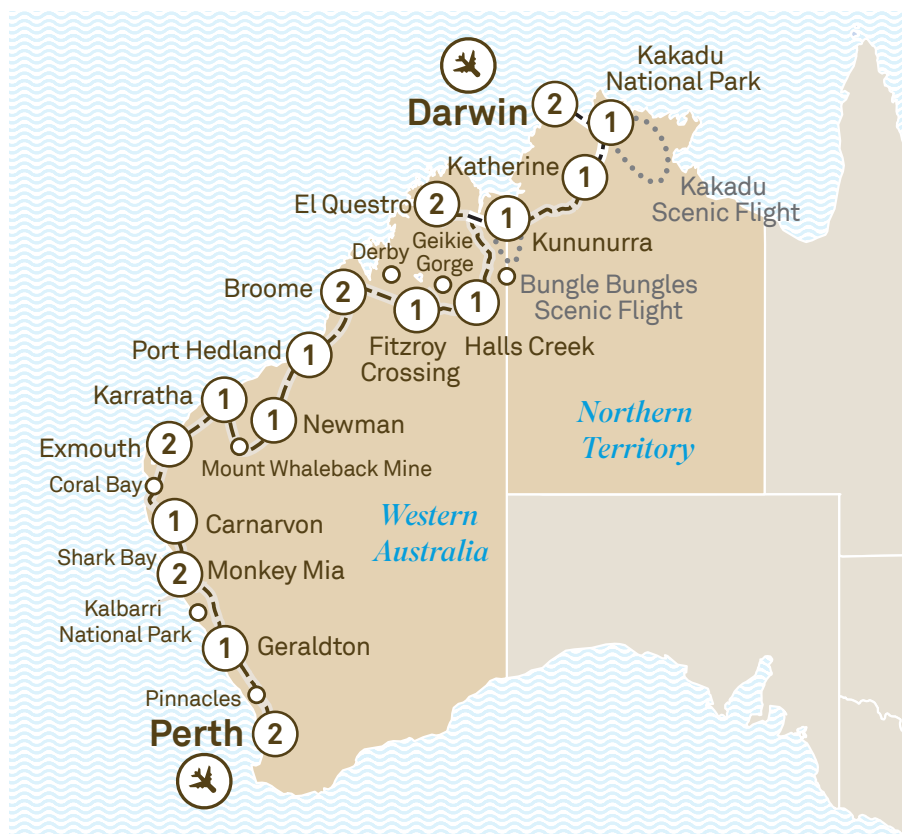 Kakadu
National Park
Darwin
2
1
Katherine
1
Kakadu
Scenic Flight
El Questro
2
1
Kununurra
Derby
Geikie
Gorge
Bungle Bungles
Scenic Flight
Broome
2
1
1
Fitzroy
Crossing
Halls Creek
Port Hedland
1
Karratha
1
1
Newman
Northern
Territory
Exmouth
2
Mount Whaleback Mine
Coral Bay
1
Carnarvon
Western
Australia
Shark Bay
2
Monkey Mia
Kalbarri
National Park
1
Geraldton
Pinnacles
Perth
2